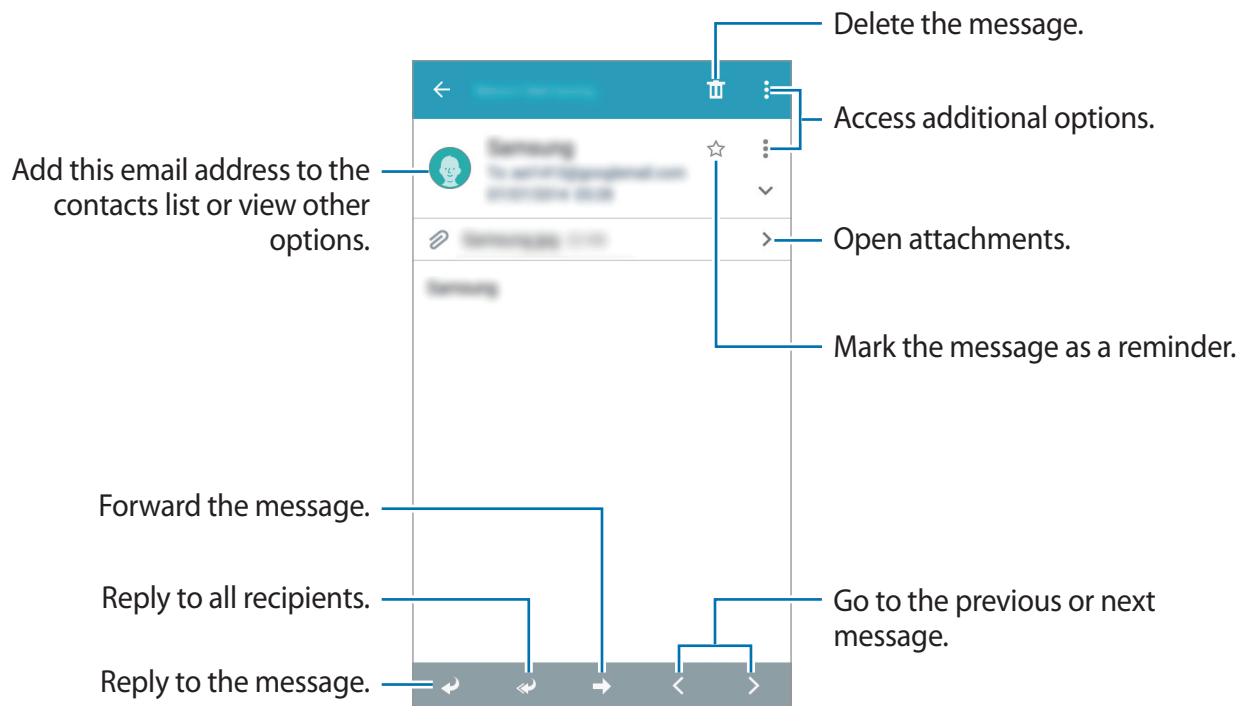 Delete the message.
Access additional options.
Add this email address to the
contacts list or view other
options.
Samsung
Open attachments.
Samsung
Mark the message as a reminder.
Forward the message.
Reply to all recipients.
Go to the previous or next
message.
Reply to the message.